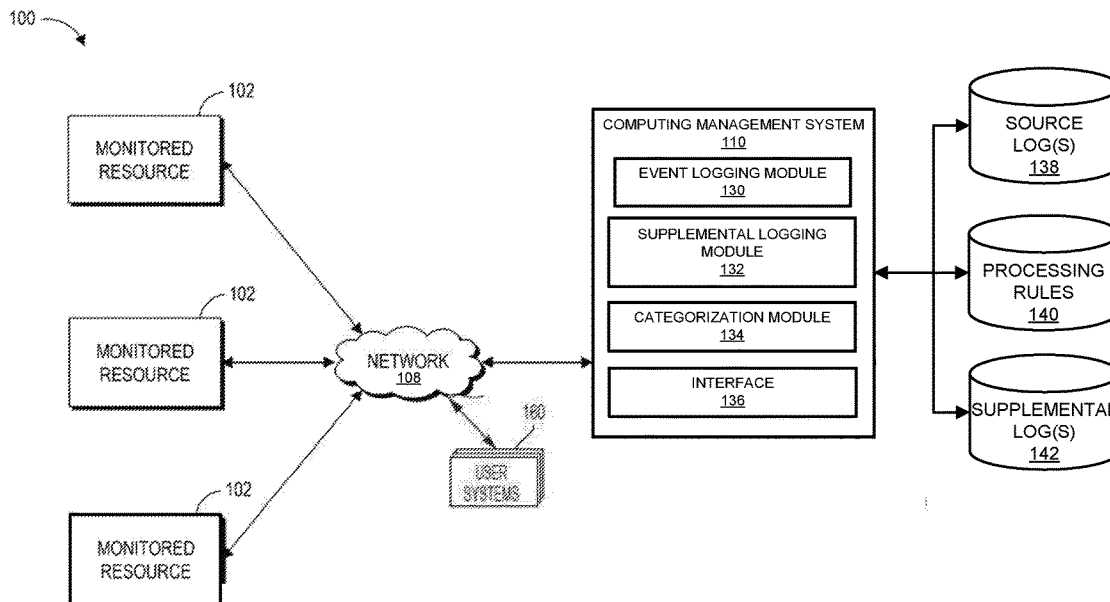 100
102
MONITORED
RESOURCE
102
MONITORED
RESOURCE
102
MONITORED
RESOURCE
NETWORK
108
160
USER
SYSTEMS
COMPUTING MANAGEMENT SYSTEM
110
EVENT LOGGING MODULE
130
SUPPLEMENTAL LOGGING
MODULE
132
CATEGORIZATION MODULE
134
INTERFACE
136
SOURCE
LOG(S)
138
PROCESSING
RULES
140
SUPPLEMENTAL
LOG(S)
142